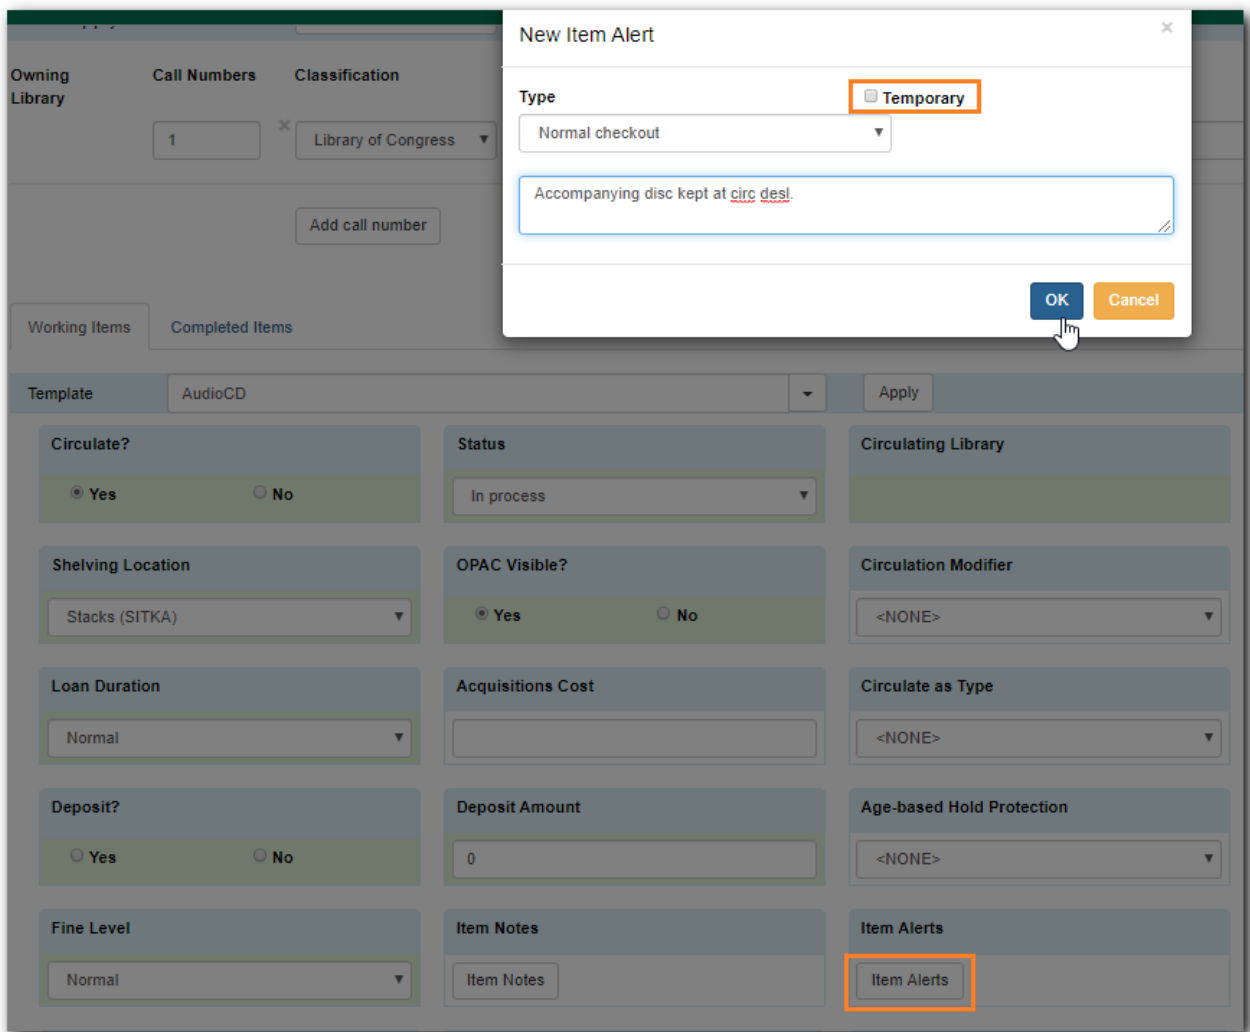 New Item Alert
×
Owning Library
Call Numbers
Classification
Type
Temporary
1
×
Library of Congress
Normal checkout
Accompanying disc kept at circ desl.
Add call number
OK
Cancel
Working Items
Completed Items
Template
AudioCD
Apply
Circulate?
Status
Circulating Library
Yes
No
In process
Shelving Location
OPAC Visible?
Circulation Modifier
Stacks (SITKA)
Yes
No
<NONE>
Loan Duration
Acquisitions Cost
Circulate as Type
Normal
<NONE>
Deposit?
Deposit Amount
Age-based Hold Protection
Yes
No
0
<NONE>
Fine Level
Item Notes
Item Alerts
Normal
Item Notes
Item Alerts